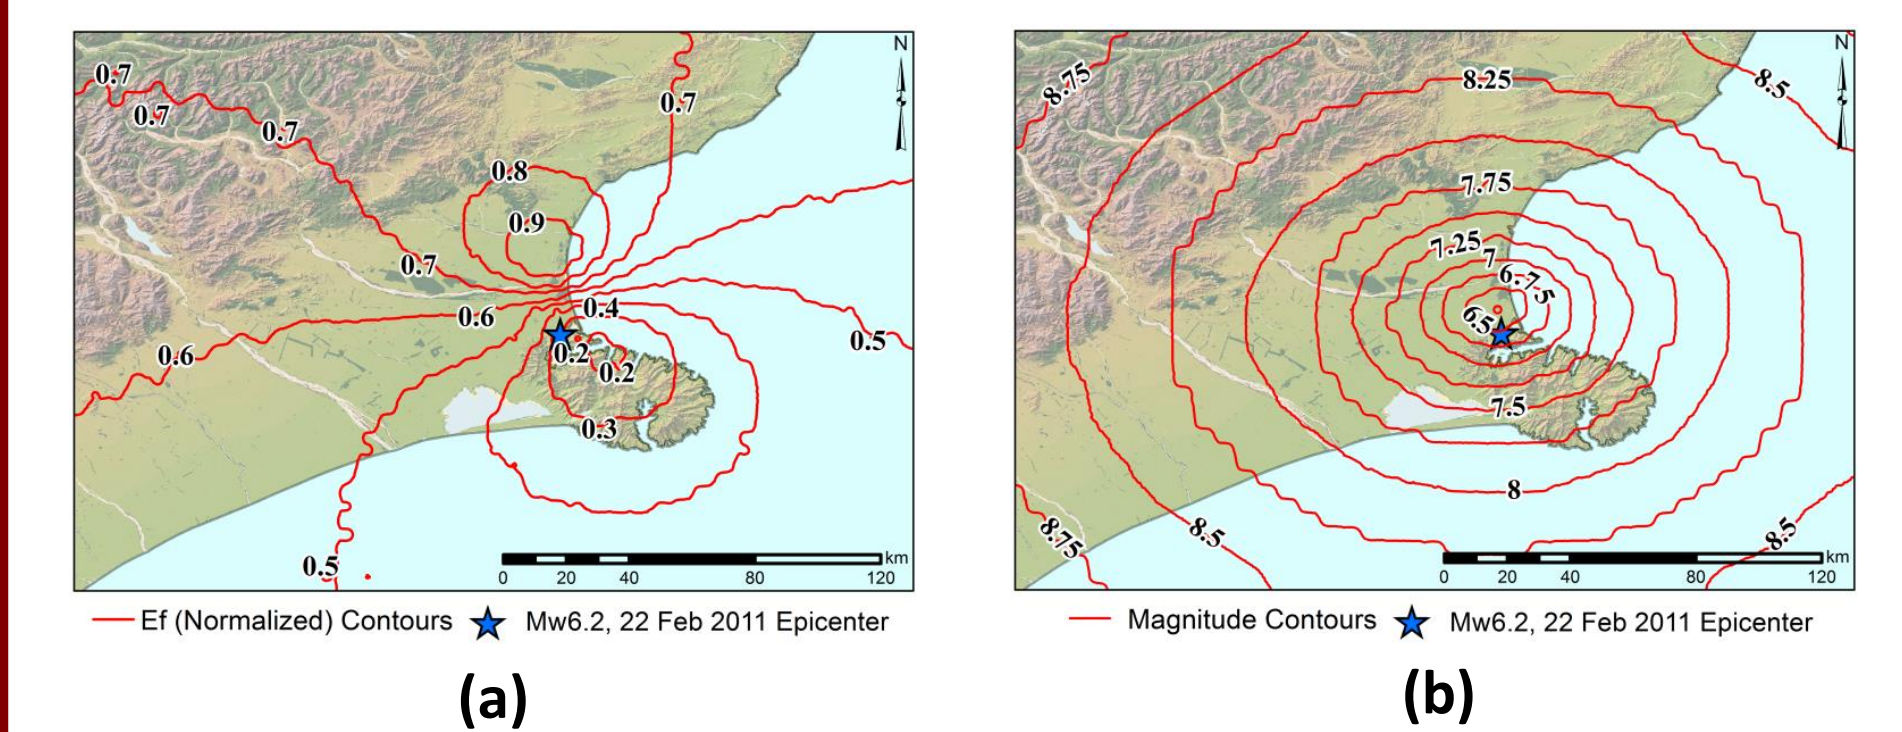 N
0.7
0.7
0.7
0.7
0.8
0.9
0.7
0.6
0.4
0.6
0.2
0.2
0.5
0.3
0.5
km
0 20 40 80 120
Ef (Normalized) Contours Mw6.2, 22 Feb 2011 Epicenter
(a)
N
8.75
8.25
8.5
7.75
7.25
7
6.75
6.5
7.5
8
8.75
8.5
8.5
km
0 20 40 80 120
Magnitude Contours Mw6.2, 22 Feb 2011 Epicenter
(b)